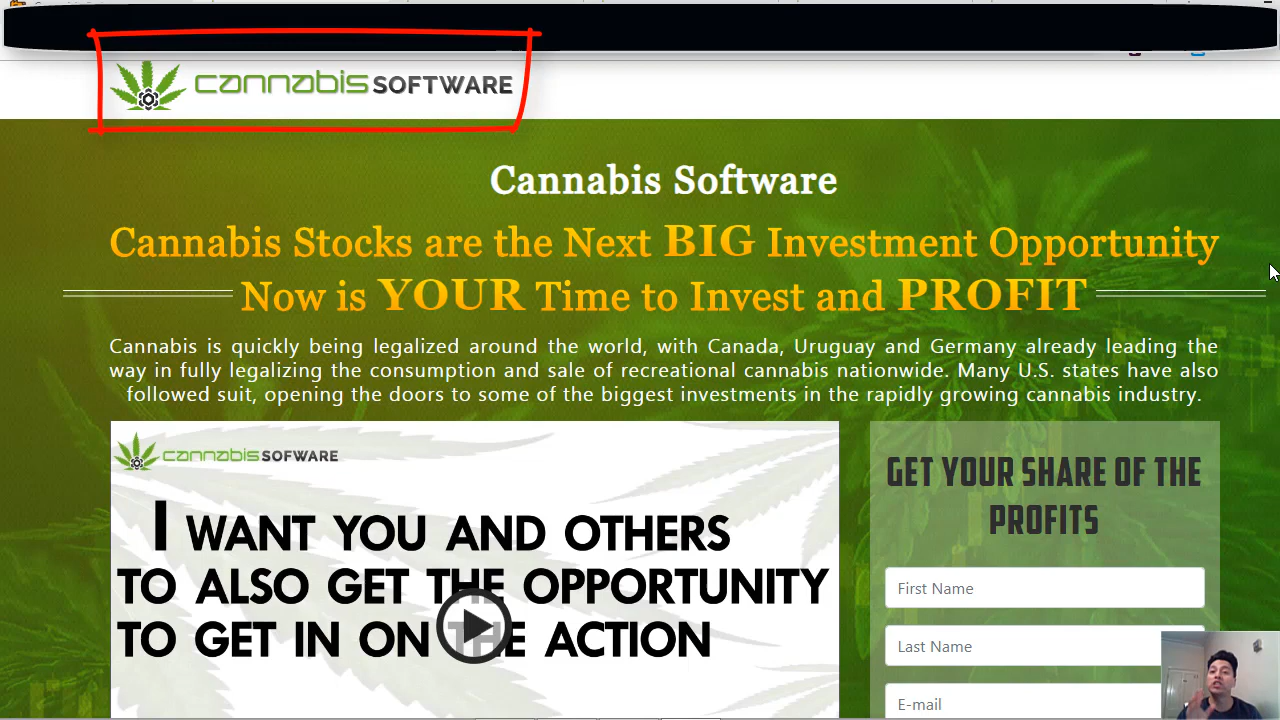 cannabis SOFTWARE
Cannabis Software
Cannabis Stocks are the Next BIG Investment Opportunity
Now is YOUR Time to Invest and PROFIT
Cannabis is quickly being legalized around the world, with Canada, Uruguay and Germany already leading the
way in fully legalizing the consumption and sale of recreational cannabis nationwide. Many U.S. states have also
followed suit, opening the doors to some of the biggest investments in the rapidly growing cannabis industry.
cannabis SOFWARE
I WANT YOU AND OTHERS
TO ALSO GET THE OPPORTUNITY
TO GET IN ON THE ACTION
GET YOUR SHARE OF THE
PROFITS
First Name
Last Name
E-mail